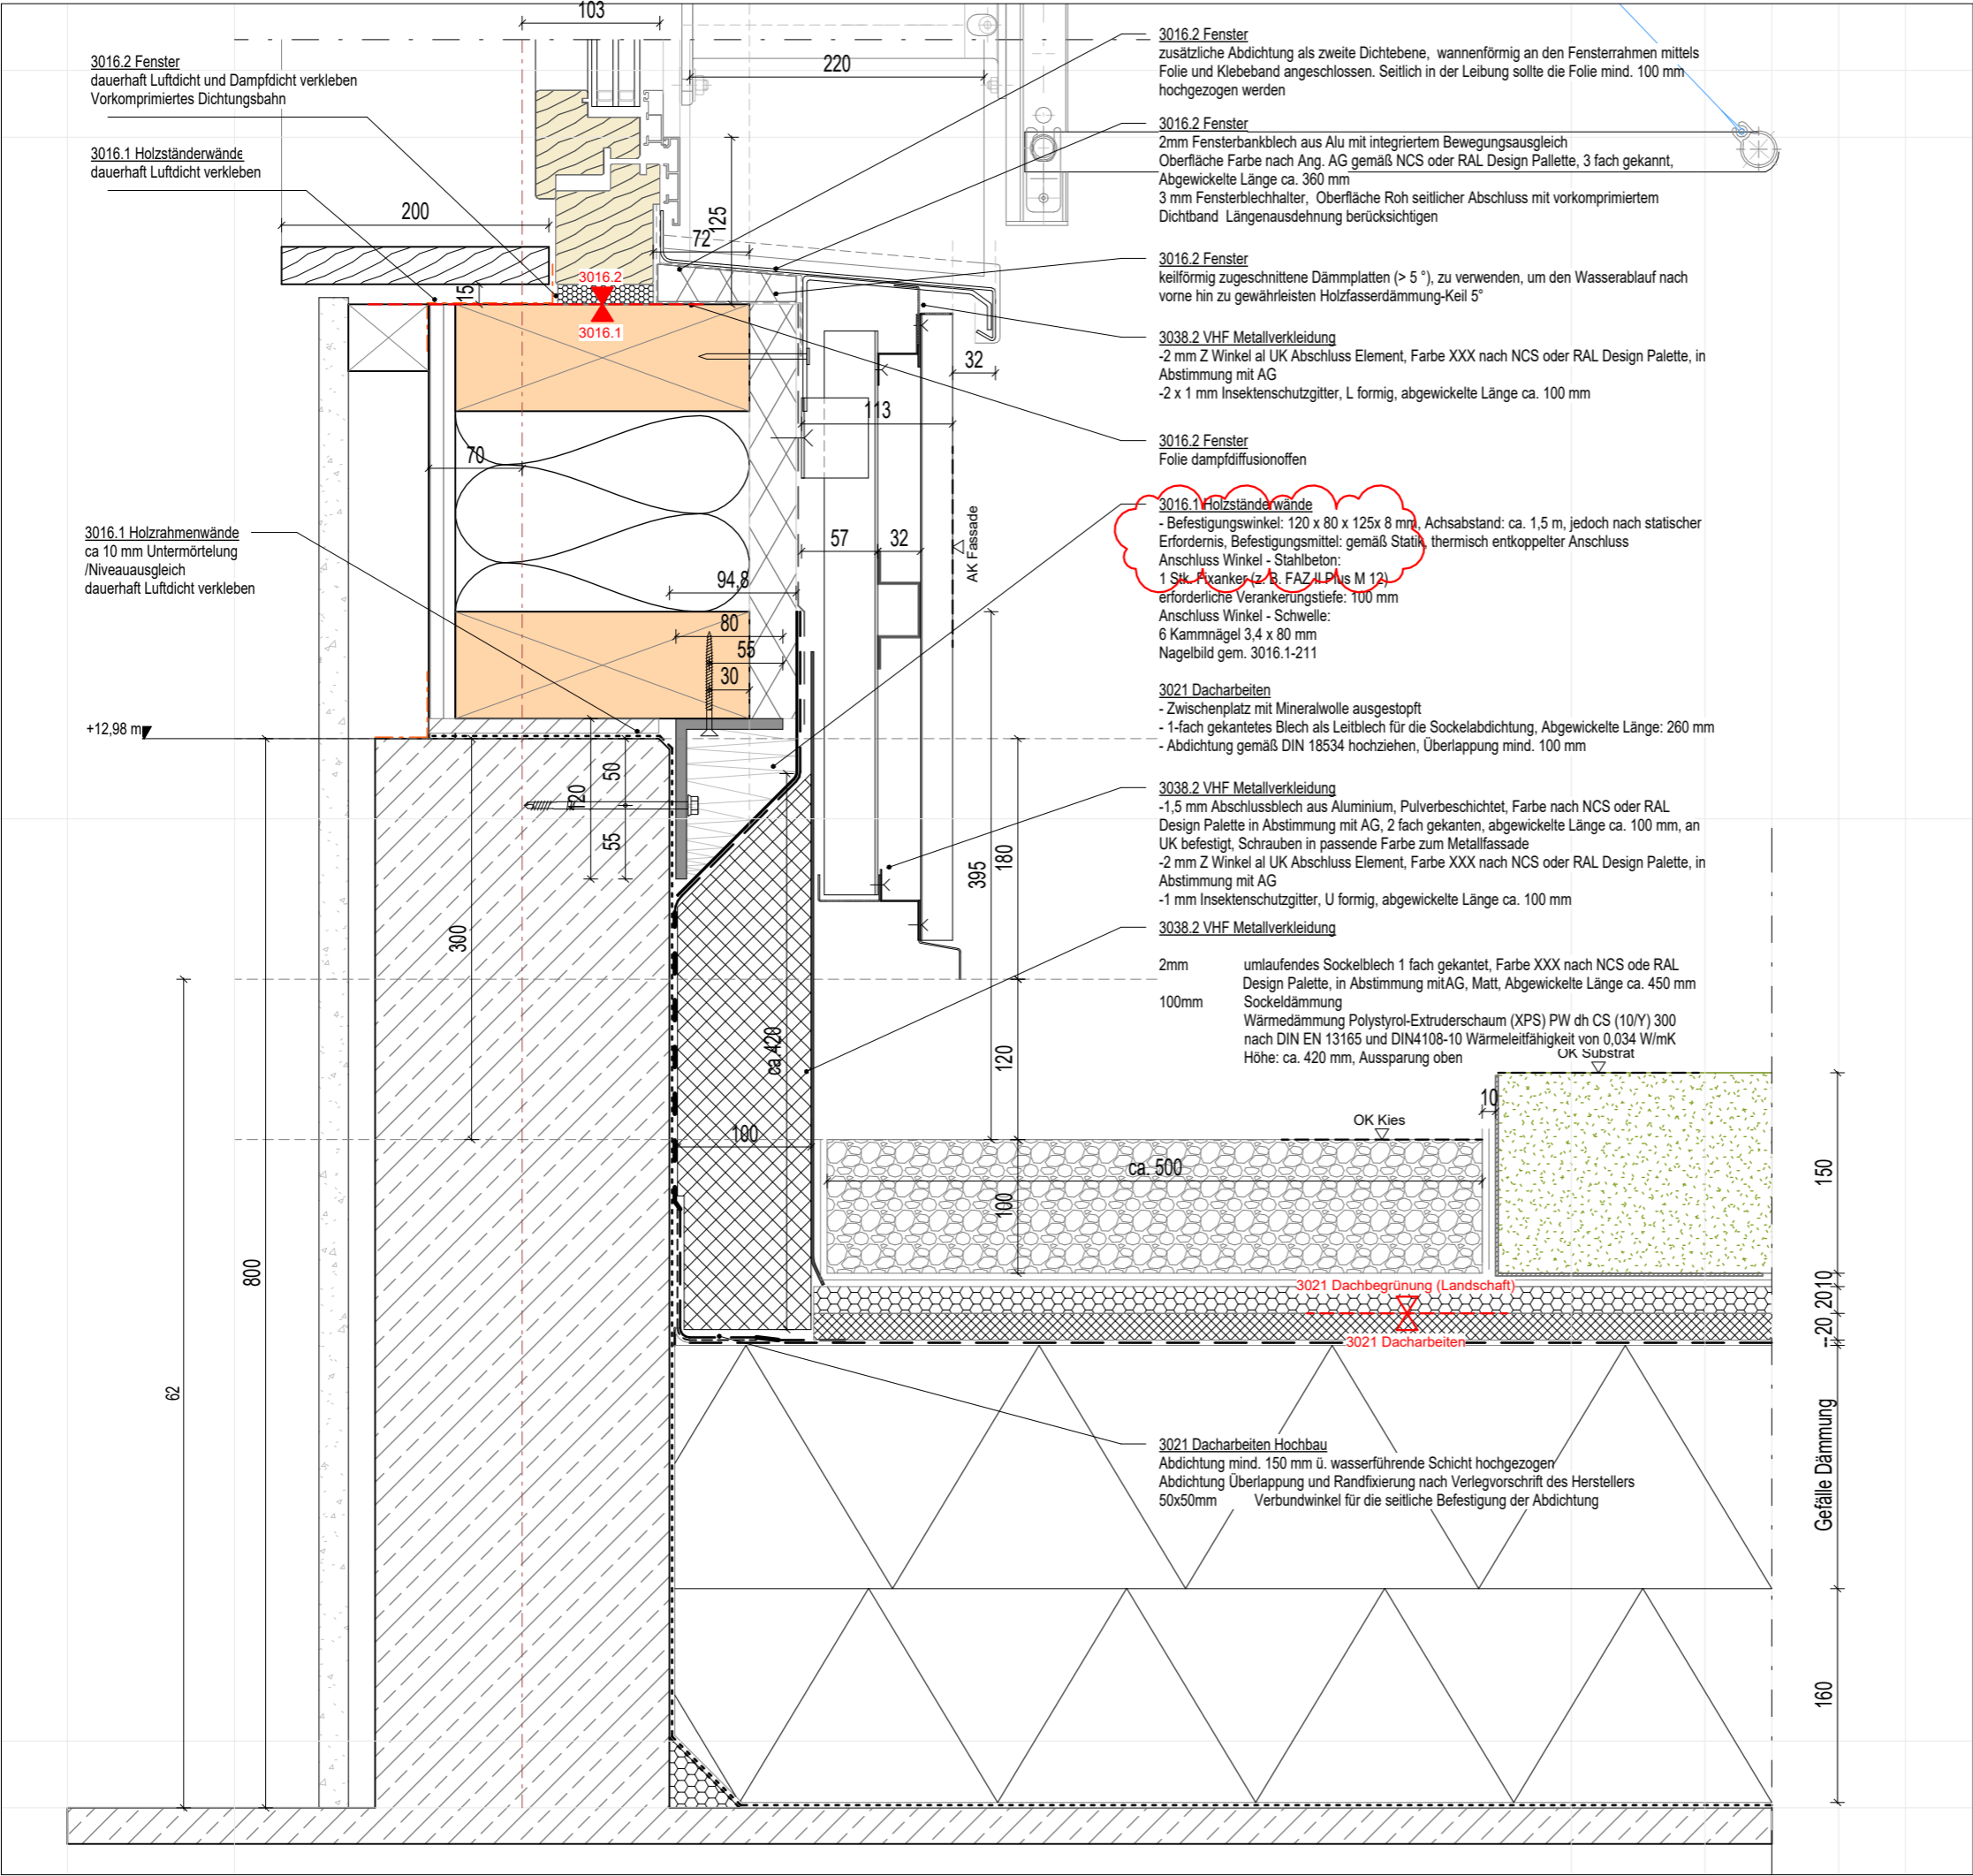 103
220
3016.2 Fenster
dauerhaft Luftdicht und Dampfdicht verkleben
Vorkomprimiertes Dichtungsbahn
3016.1 Holzständerwände
dauerhaft Luftdicht verkleben
200
15
72
125
3016.2
3016.1
32
113
70
57
32
AK Fassade
94,8
80
55
30
3016.1 Holzrahmenwände
ca 10 mm Untermörtelung
/Niveauausgleich
dauerhaft Luftdicht verkleben
+12,98 m
50
120
55
300
395
180
120
ca.420
100
800
62
3016.2 Fenster
zusätzliche Abdichtung als zweite Dichtebene, wannenförmig an den Fensterrahmen mittels
Folie und Klebeband angeschlossen. Seitlich in der Leibung sollte die Folie mind. 100 mm
hochgezogen werden
3016.2 Fenster
2mm Fensterbankblech aus Alu mit integriertem Bewegungsausgleich
Oberfläche Farbe nach Ang. AG gemäß NCS oder RAL Design Pallette, 3 fach gekannt,
Abgewickelte Länge ca. 360 mm
3 mm Fensterblechhalter, Oberfläche Roh seitlicher Abschluss mit vorkomprimiertem
Dichtband Längenausdehnung berücksichtigen
3016.2 Fenster
keilförmig zugeschnittene Dämmplatten (> 5 °), zu verwenden, um den Wasserablauf nach
vorne hin zu gewährleisten Holzfasserdämmung-Keil 5°
3038.2 VHF Metallverkleidung
-2 mm Z Winkel al UK Abschluss Element, Farbe XXX nach NCS oder RAL Design Palette, in
Abstimmung mit AG
-2 x 1 mm Insektenschutzgitter, L formig, abgewickelte Länge ca. 100 mm
3016.2 Fenster
Folie dampfdiffusionoffen
3016.1 Holzständerwände
- Befestigungswinkel: 120 x 80 x 125x 8 mm, Achsabstand: ca. 1,5 m, jedoch nach statischer
Erfordernis, Befestigungsmittel: gemäß Statik, thermisch entkoppelter Anschluss
Anschluss Winkel - Stahlbeton:
1 Stk. Fixanker (z. B. FAZ II Plus M 12)
erforderliche Verankerungstiefe: 100 mm
Anschluss Winkel - Schwelle:
6 Kammnägel 3,4 x 80 mm
Nagelbild gem. 3016.1-211
3021 Dacharbeiten
- Zwischenplatz mit Mineralwolle ausgestopft
- 1-fach gekantetes Blech als Leitblech für die Sockelabdichtung, Abgewickelte Länge: 260 mm
- Abdichtung gemäß DIN 18534 hochziehen, Überlappung mind. 100 mm
3038.2 VHF Metallverkleidung
-1,5 mm Abschlussblech aus Aluminium, Pulverbeschichtet, Farbe nach NCS oder RAL
Design Palette in Abstimmung mit AG, 2 fach gekanten, abgewickelte Länge ca. 100 mm, an
UK befestigt, Schrauben in passende Farbe zum Metallfassade
-2 mm Z Winkel al UK Abschluss Element, Farbe XXX nach NCS oder RAL Design Palette, in
Abstimmung mit AG
-1 mm Insektenschutzgitter, U formig, abgewickelte Länge ca. 100 mm
3038.2 VHF Metallverkleidung
2mm umlaufendes Sockelblech 1 fach gekantet, Farbe XXX nach NCS ode RAL
Design Palette, in Abstimmung mitAG, Matt, Abgewickelte Länge ca. 450 mm
100mm Sockeldämmung
Wärmedämmung Polystyrol-Extruderschaum (XPS) PW dh CS (10/Y) 300
nach DIN EN 13165 und DIN4108-10 Wärmeleitfähigkeit von 0,034 W/mK
Höhe: ca. 420 mm, Aussparung oben
OK Substrat
10
OK Kies
ca. 500
100
150
10
20
20
3021 Dachbegrünung (Landschaft)
3021 Dacharbeiten
Gefälle Dämmung
160
3021 Dacharbeiten Hochbau
Abdichtung mind. 150 mm ü. wasserführende Schicht hochgezogen
Abdichtung Überlappung und Randfixierung nach Verlegvorschrift des Herstellers
50x50mm Verbundwinkel für die seitliche Befestigung der Abdichtung